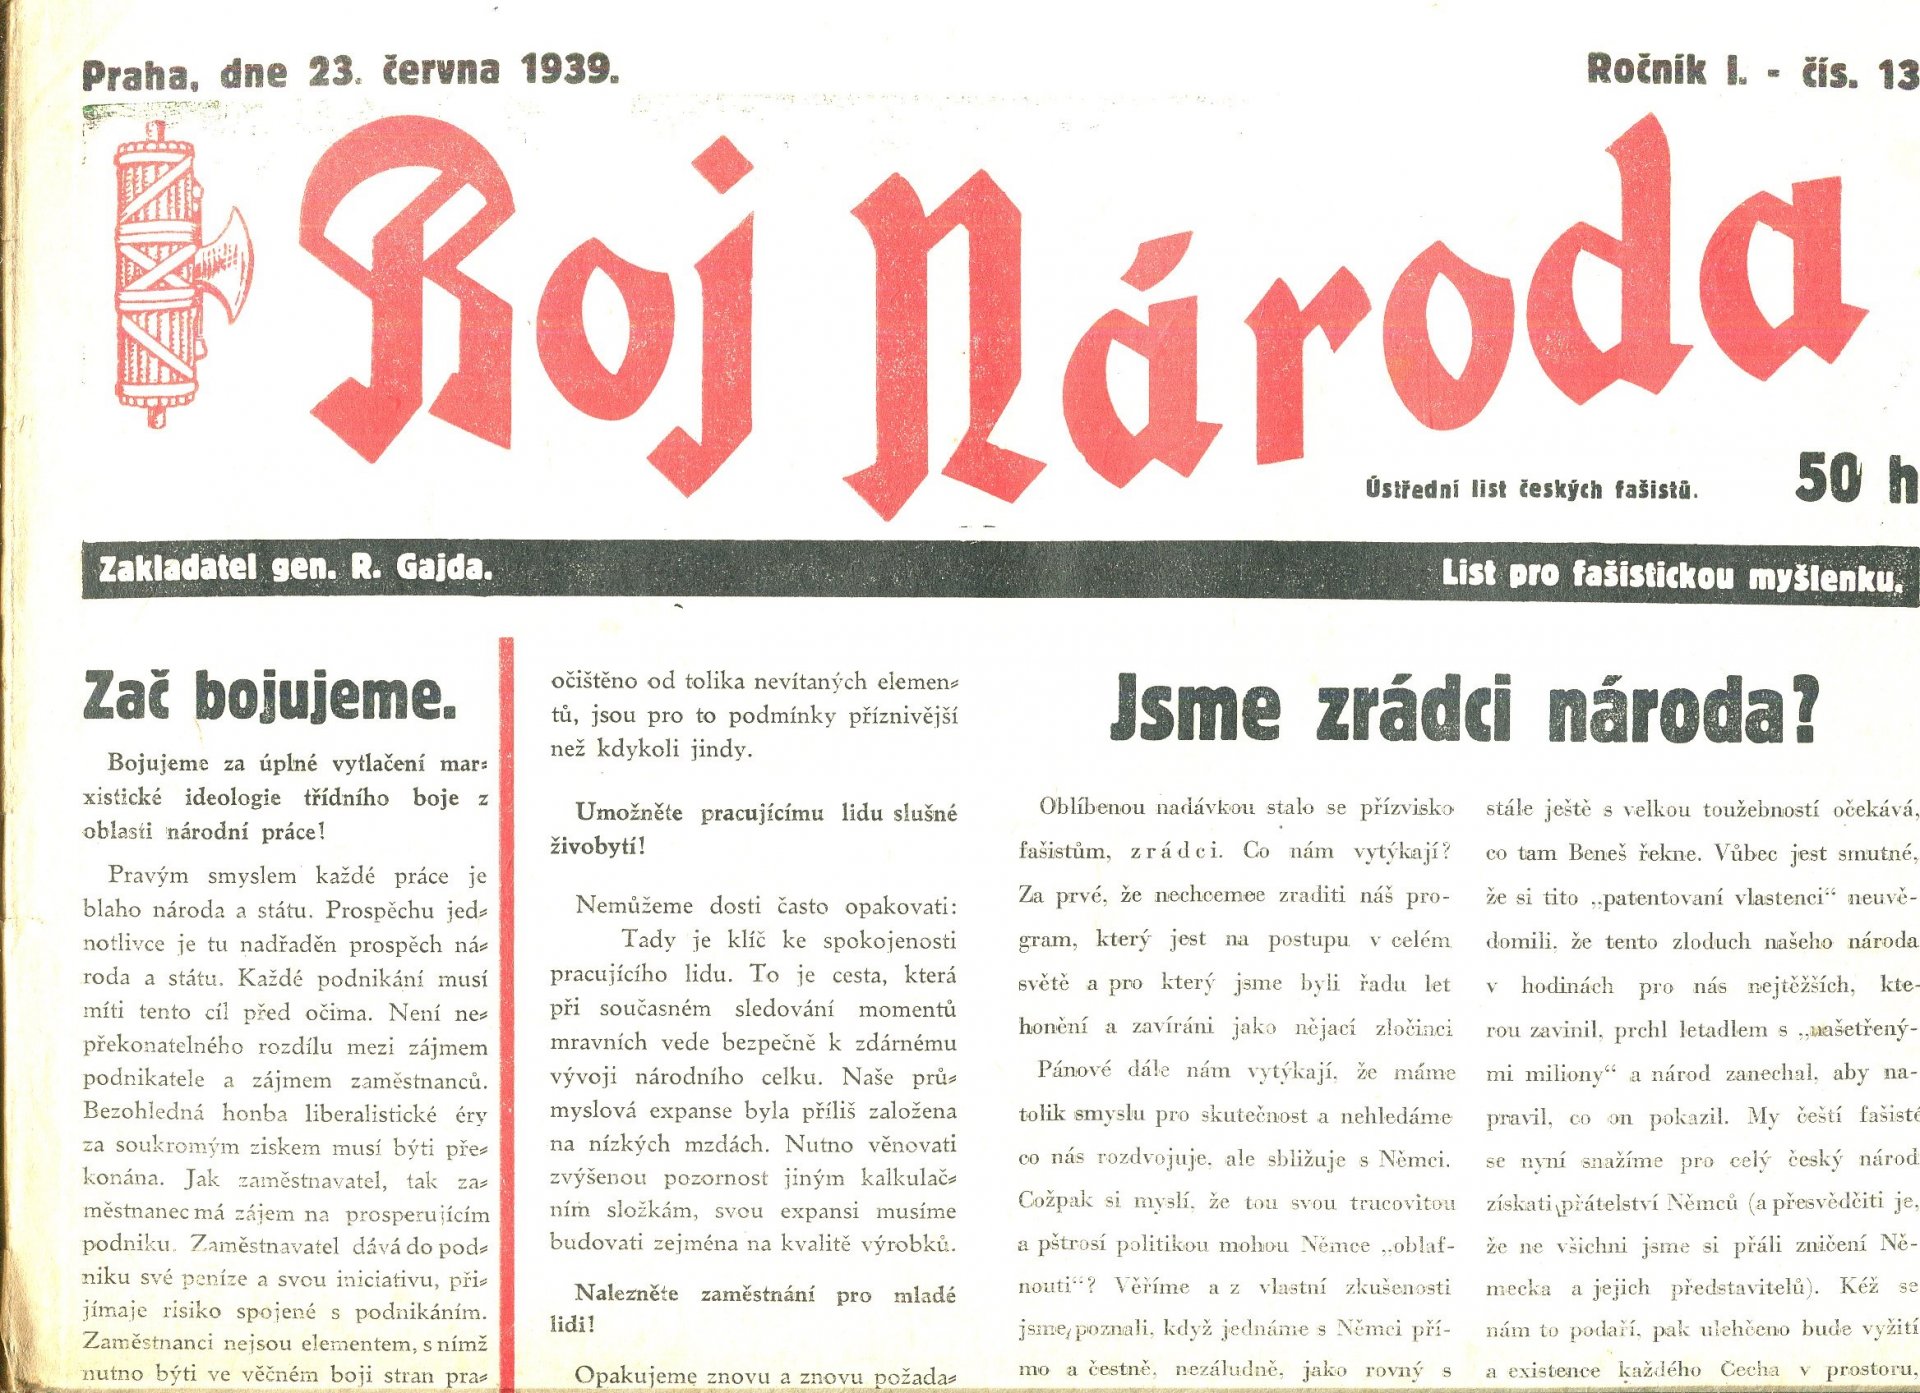 Praha, dne 23. června 1939.
Ročník I. - čís. 13
Boj Národa
Ústřední list českých fašistů.
50 h
Zakladatel gen. R. Gajda.
List pro fašistickou myšlenku.
Zač bojujeme.
Bojujeme za úplné vytlačení mar-
xistické ideologie třídního boje z
oblasti národní práce!
Pravým smyslem každé práce je
blaho národa a státu. Prospěchu jed-
notlivce je tu nadřaděn prospěch ná-
roda a státu. Každé podnikání musí
míti tento cíl před očima. Není ne-
překonatelného rozdílu mezi zájmem
podnikatele a zájmem zaměstnanců.
Bezohledná honba liberalistické éry
za soukromým ziskem musí býti pře-
konána. Jak zaměstnavatel, tak za-
městnanec má zájem na prosperujícím
podniku. Zaměstnavatel dává do pod-
niku své peníze a svou iniciativu, při-
jímaje risiko spojené s podnikáním.
Zaměstnanci nejsou elementem, s nímž
nutno býti ve věčném boji stran pra-
očištěno od tolika nevítaných elemen-
tů, jsou pro to podmínky příznivější
než kdykoli jindy.
Umožněte pracujícímu lidu slušné
živobytí!
Nemůžeme dosti často opakovati:
Tady je klíč ke spokojenosti
pracujícího lidu. To je cesta, která
při současném sledování momentů
mravních vede bezpečně k zdárnému
vývoji národního celku. Naše prů-
myslová expanse byla příliš založena
na nízkých mzdách. Nutno věnovati
zvýšenou pozornost jiným kalkulač-
ním složkám, svou expansi musíme
budovati zejména na kvalitě výrobků.
Nalezněte zaměstnání pro mladé
lidi!
Opakujeme znovu a znovu požada-
Jsme zrádci národa?
Oblíbenou nadávkou stalo se přízvisko
fašistům, zrádci. Co nám vytýkají?
Za prvé, že nechcemee zraditi náš pro-
gram, který jest na postupu v celém
světě a pro který jsme byli řadu let
honění a zavíráni jako nějací zločinci
Pánové dále nám vytýkají, že máme
tolik smyslu pro skutečnost a nehledáme
co nás rozdvojuje, ale sbližuje s Němci.
Cožpak si myslí, že tou svou trucovitou
a pštrosí politikou mohou Němce „oblaf-
nouti“? Věříme a z vlastní zkušenosti
jsme poznali, když jednáme s Němci pří-
mo a čestně, nezáludně, jako rovný s
stále ještě s velkou toužebností očekává,
co tam Beneš řekne. Vůbec jest smutné,
že si tito „patentovaní vlastenci“ neuvě-
domili, že tento zloduch našeho národa
v hodinách pro nás nejtěžších, kte-
rou zavinil, prchl letadlem s „našetřený-
mi miliony“ a národ zanechal, aby na-
pravil, co on pokazil. My čeští fašisté
se nyní snažíme pro celý český národ
získati přátelství Němců (a přesvědčiti je,
že ne všichni jsme si přáli zničení Ně-
mecka a jejich představitelů). Kéž se
nám to podaří, pak ulehčeno bude vyžití
a existence každého Čecha v prostoru,